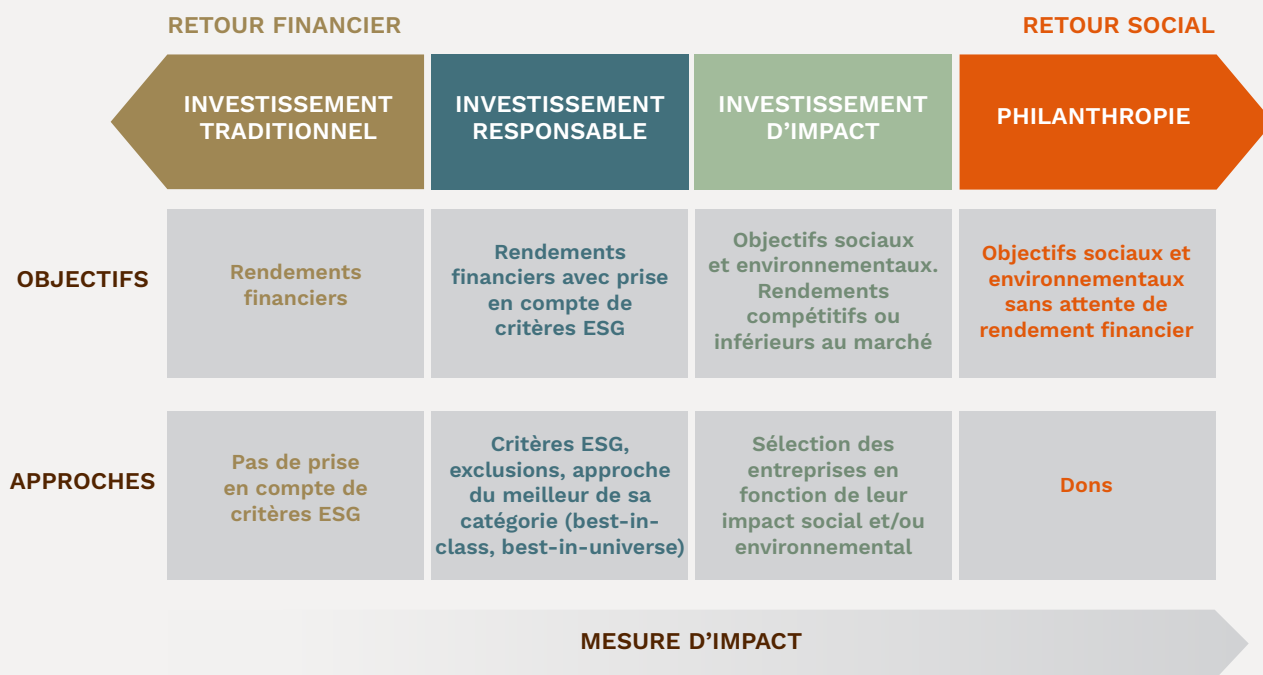 RETOUR FINANCIER
RETOUR SOCIAL
INVESTISSEMENT
TRADITIONNEL
INVESTISSEMENT
RESPONSABLE
INVESTISSEMENT
D’IMPACT
PHILANTHROPIE
OBJECTIFS
Rendements
financiers
Rendements
financiers avec prise
en compte de
critères ESG
Objectifs sociaux
et environnementaux.
Rendements
compétitifs ou
inférieurs au marché
Objectifs sociaux et
environnementaux
sans attente de
rendement financier
APPROCHES
Pas de prise
en compte de
critères ESG
Critères ESG,
exclusions, approche
du meilleur de sa
catégorie (best-in-
class, best-in-universe)
Sélection des
entreprises en
fonction de leur
impact social et/ou
environnemental
Dons
MESURE D’IMPACT